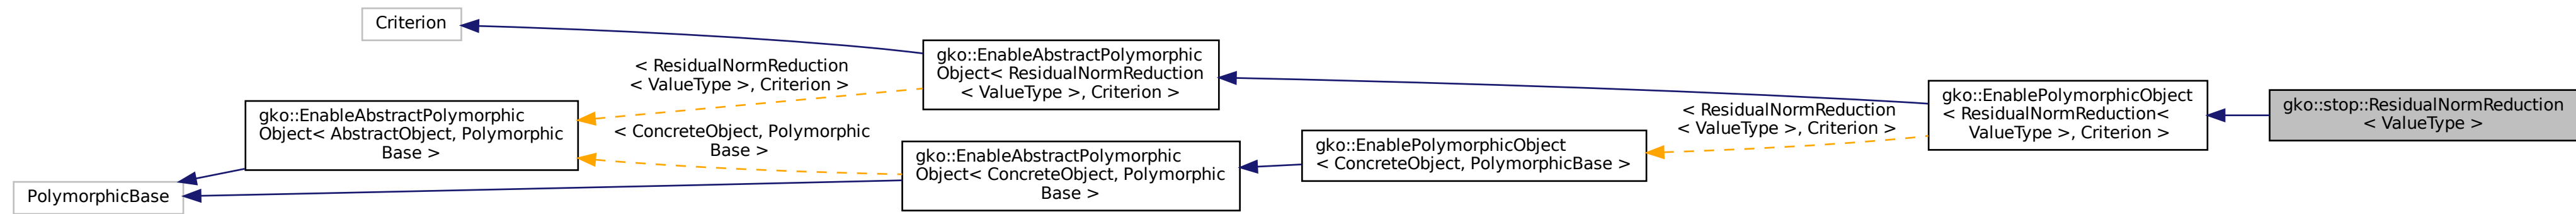 Criterion
gko::EnableAbstractPolymorphic
Object< ResidualNormReduction
< ValueType >, Criterion >
< ResidualNormReduction
< ValueType >, Criterion >
gko::EnableAbstractPolymorphic
Object< AbstractObject, Polymorphic
Base >
< ConcreteObject, Polymorphic
Base >
PolymorphicBase
gko::EnableAbstractPolymorphic
Object< ConcreteObject, Polymorphic
Base >
gko::EnablePolymorphicObject
< ConcreteObject, PolymorphicBase >
< ResidualNormReduction
< ValueType >, Criterion >
gko::EnablePolymorphicObject
< ResidualNormReduction<
ValueType >, Criterion >
gko::stop::ResidualNormReduction
< ValueType >